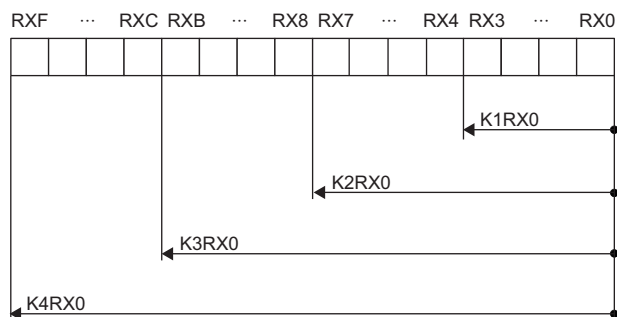 RXF ... RXC RXB ... RX8 RX7 ... RX4 RX3 ... RX0
K1RX0
K2RX0
K3RX0
K4RX0